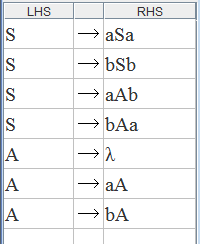 LHS RHS
S → aSa
S → bSb
S → aAb
S → bAa
A → λ
A → aA
A → bA